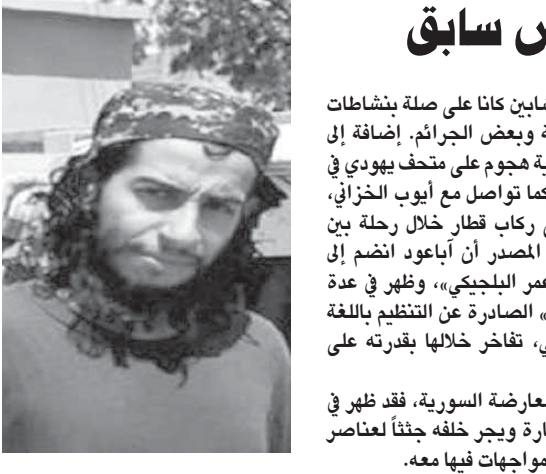 س سابق
شابين كانا على صلة بنشاطات
ة وبعض الجرائم. إضافة إلى
ية هجوم على متحف يهودي في
كما تواصل مع أيوب الخزاني،
ى ركاب قطار خلال رحلة بين
المصدر أن آباعود انضم إلى
عمر البلجيكي»، وظهر في عدة
» الصادرة عن التنظيم باللغة
ي، تفاخر خلالها بقدرته على
معارضة السورية، فقد ظهر في
ارة ويجر خلفه جثثاً لعناصر
مواجهات فيها معه.